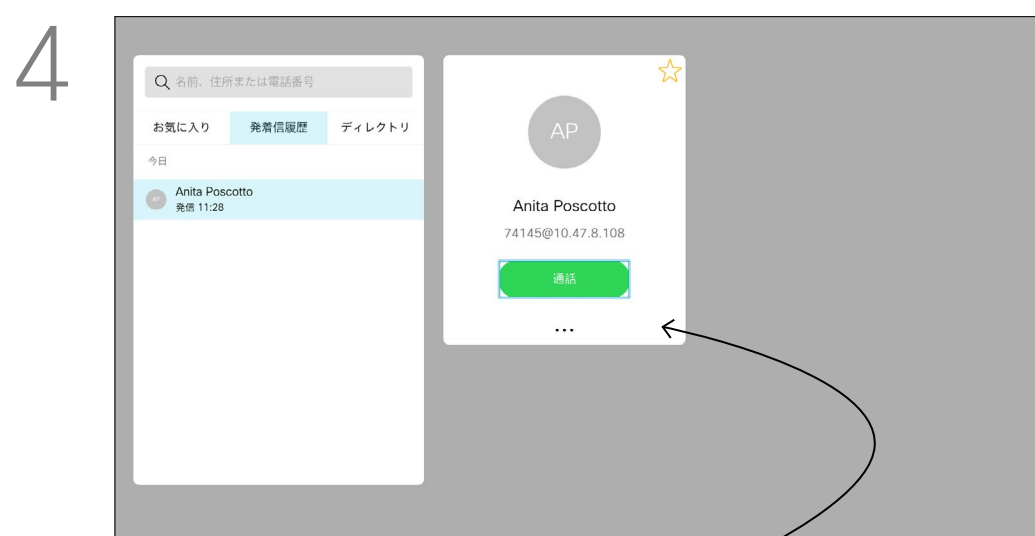 4
名前、住所または電話番号
お気に入り 発着信履歴 ディレクトリ
今日
AP
Anita Poscotto
発信 11:28
AP
Anita Poscotto
74145@10.47.8.108
通話
...